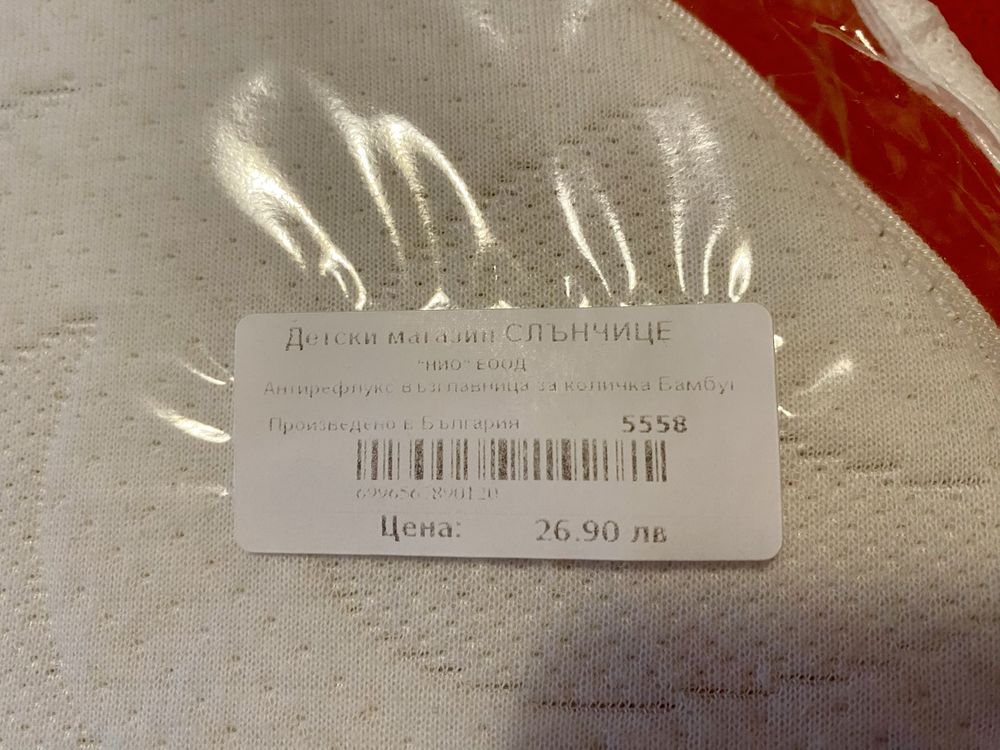 Детски магазин СЛЪНЧИЦЕ
"НИО" ЕООД
Антирефлукс възглавница за количка Бамбук
Произведено в България 5558
Цена: 26.90 лв